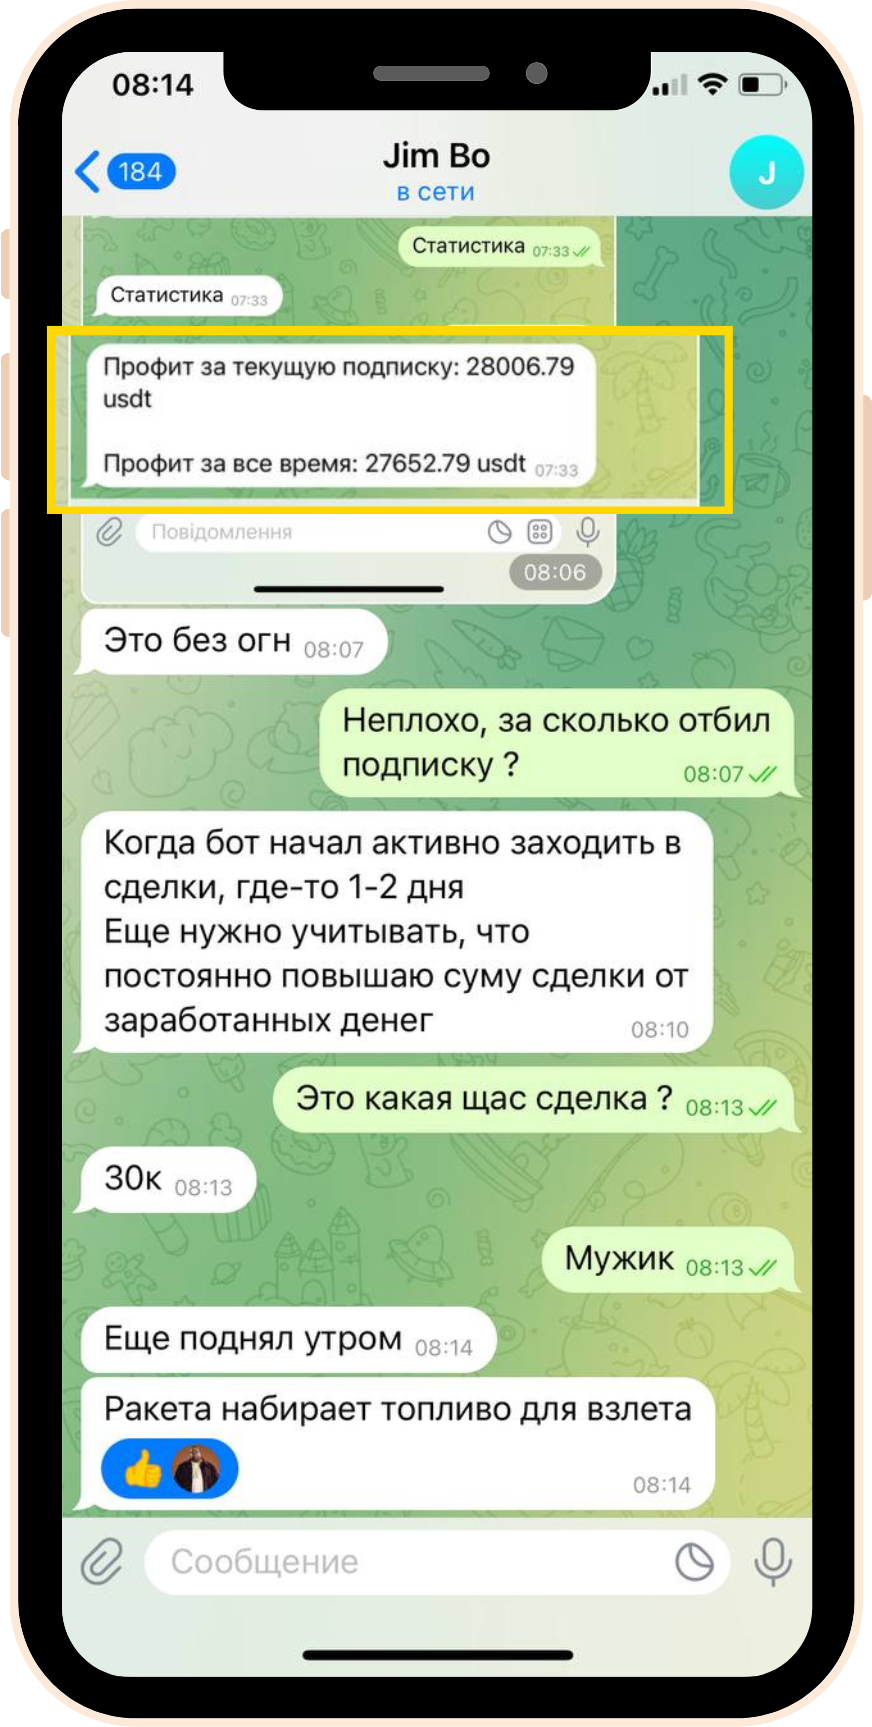 08:14
184
Jim Bo
в сети
J
Статистика 07:33
Статистика 07:33
Профит за текущую подписку: 28006.79
usdt
Профит за все время: 27652.79 usdt 07:33
Повідомлення
08:06
Это без огн 08:07
Неплохо, за сколько отбил
подписку ? 08:07
Когда бот начал активно заходить в
сделки, где-то 1-2 дня
Еще нужно учитывать, что
постоянно повышаю суму сделки от
заработанных денег 08:10
Это какая щас сделка ? 08:13
30к 08:13
Мужик 08:13
Еще поднял утром 08:14
Ракета набирает топливо для взлета
08:14
Сообщение